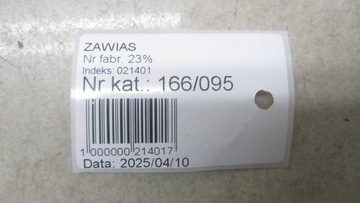 ZAWIAS
Nr fabr. 23%
Indeks: 021401
Nr kat.: 166/095
1 000000 214017
Data: 2025/04/10